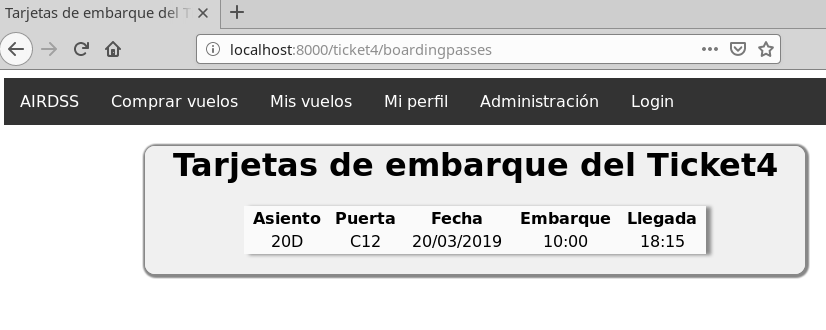 Tarjetas de embarque del T
localhost:8000/ticket4/boardingpasses
AIRDSS Comprar vuelos Mis vuelos Mi perfil Administración Login
Tarjetas de embarque del Ticket4
Asiento Puerta Fecha Embarque Llegada
20D C12 20/03/2019 10:00 18:15